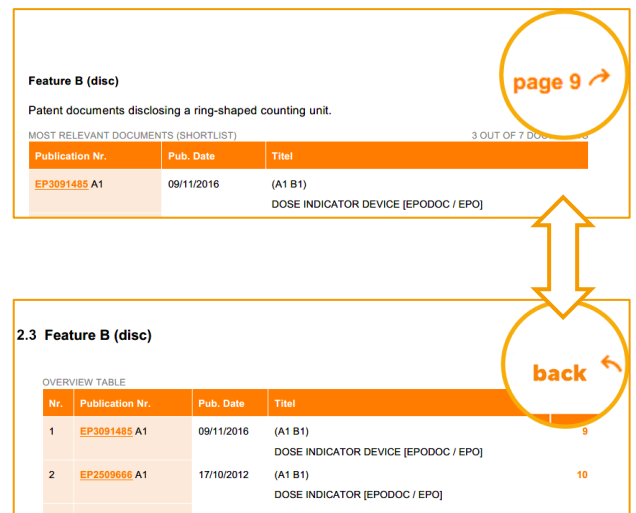 page 9
Feature B (disc)
Patent documents disclosing a ring-shaped counting unit.
MOST RELEVANT DOCUMENTS (SHORTLIST) 3 OUT OF 7
Publication Nr. Pub. Date Titel
EP3091485 A1 09/11/2016 (A1 B1)
DOSE INDICATOR DEVICE [EPODOC / EPO]
2.3 Feature B (disc)
back
OVERVIEW TABLE
Nr. Publication Nr. Pub. Date Titel
1 EP3091485 A1 09/11/2016 (A1 B1) 9
DOSE INDICATOR DEVICE [EPODOC / EPO]
2 EP2509666 A1 17/10/2012 (A1 B1) 10
DOSE INDICATOR [EPODOC / EPO]